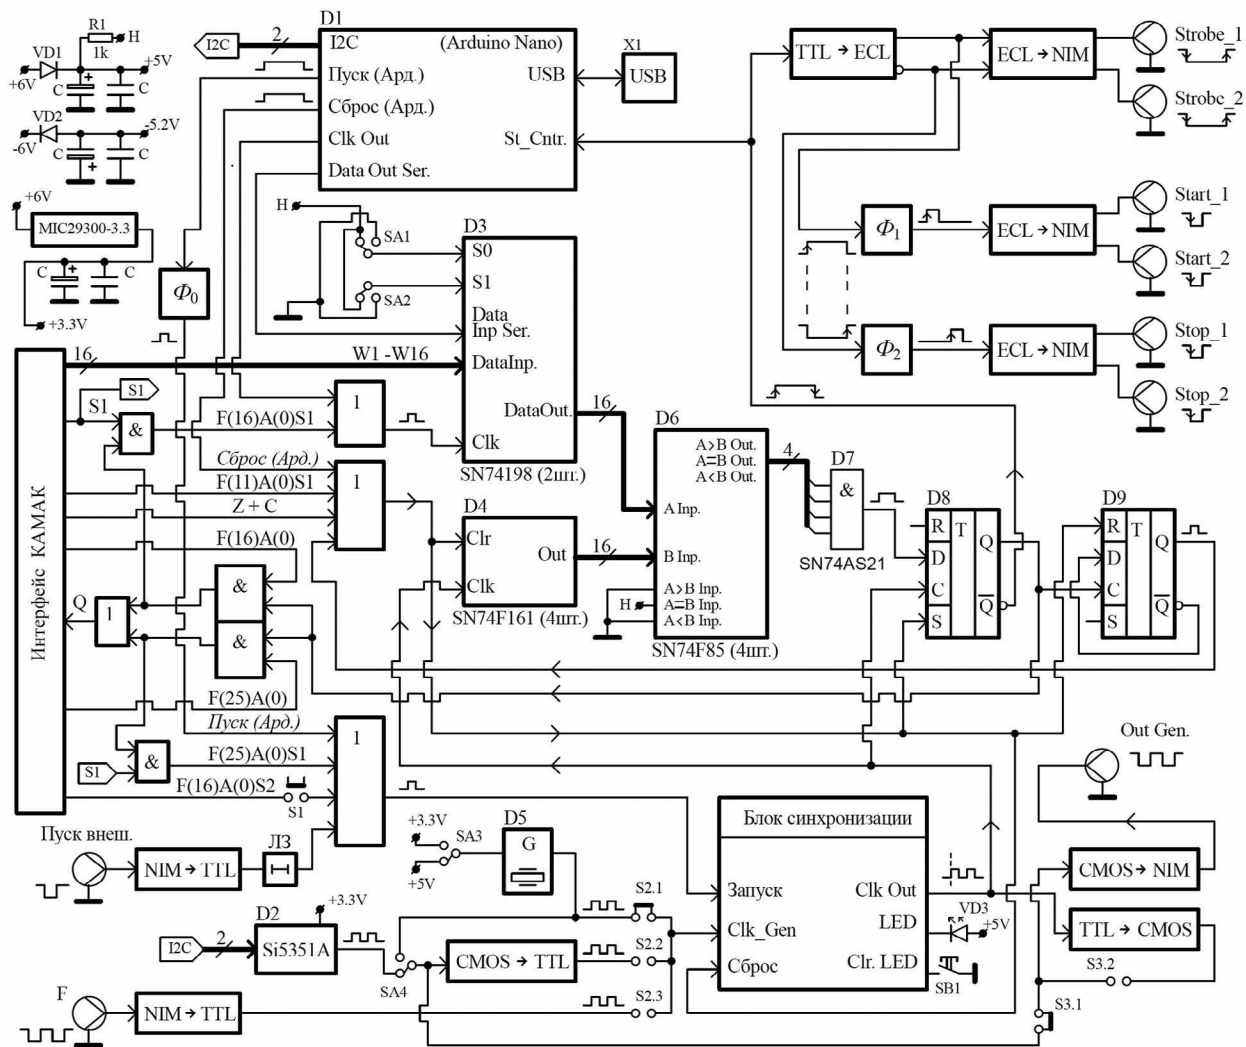 D1
R1
H
1k
VD1
+5V
+6V
C
C
VD2
-5.2V
-6V
C
C
+6V
MIC29300-3.3
C
C
+3.3V
I2C
2
I2C
(Arduino Nano)
Пуск (Ард.)
USB
Сброс (Ард.)
Clk Out
St_Cntr.
Data Out Ser.
X1
USB
TTL → ECL
ECL → NIM
Strobe_1
Strobe_2
Ф0
Ф1
ECL → NIM
Start_1
Start_2
Ф2
ECL → NIM
Stop_1
Stop_2
H
SA1
SA2
D3
S0
S1
Data
Inp Ser.
DataInp.
DataOut.
Clk
SN74198 (2шт.)
Интерфейс КАМАК
16
W1 -W16
S1
S1
&
F(16)A(0)S1
1
Сброс (Ард.)
F(11)A(0)S1
Z + C
1
F(16)A(0)
&
&
Q
1
F(25)A(0)
Пуск (Ард.)
1
S1
&
F(25)A(0)S1
F(16)A(0)S2
S1
D4
Clr
Out
Clk
SN74F161 (4шт.)
16
16
D6
A>B Out.
A=B Out.
A<B Out.
A Inp.
B Inp.
A>B Inp.
A=B Inp.
A<B Inp.
H
SN74F85 (4шт.)
4
D7
&
SN74AS21
D8
R
T
Q
D
C
Q
S
D9
R
T
Q
D
C
Q
S
Пуск внеш.
NIM → TTL
ЛЗ
+3.3V
+5V
SA3
D5
G
D2
+3.3V
I2C
2
Si5351A
SA4
CMOS → TTL
S2.1
S2.2
S2.3
F
NIM → TTL
Блок синхронизации
Запуск
Clk Out
Clk_Gen
LED
Сброс
Clr. LED
VD3
+5V
SB1
Out Gen.
CMOS → NIM
TTL → CMOS
S3.2
S3.1